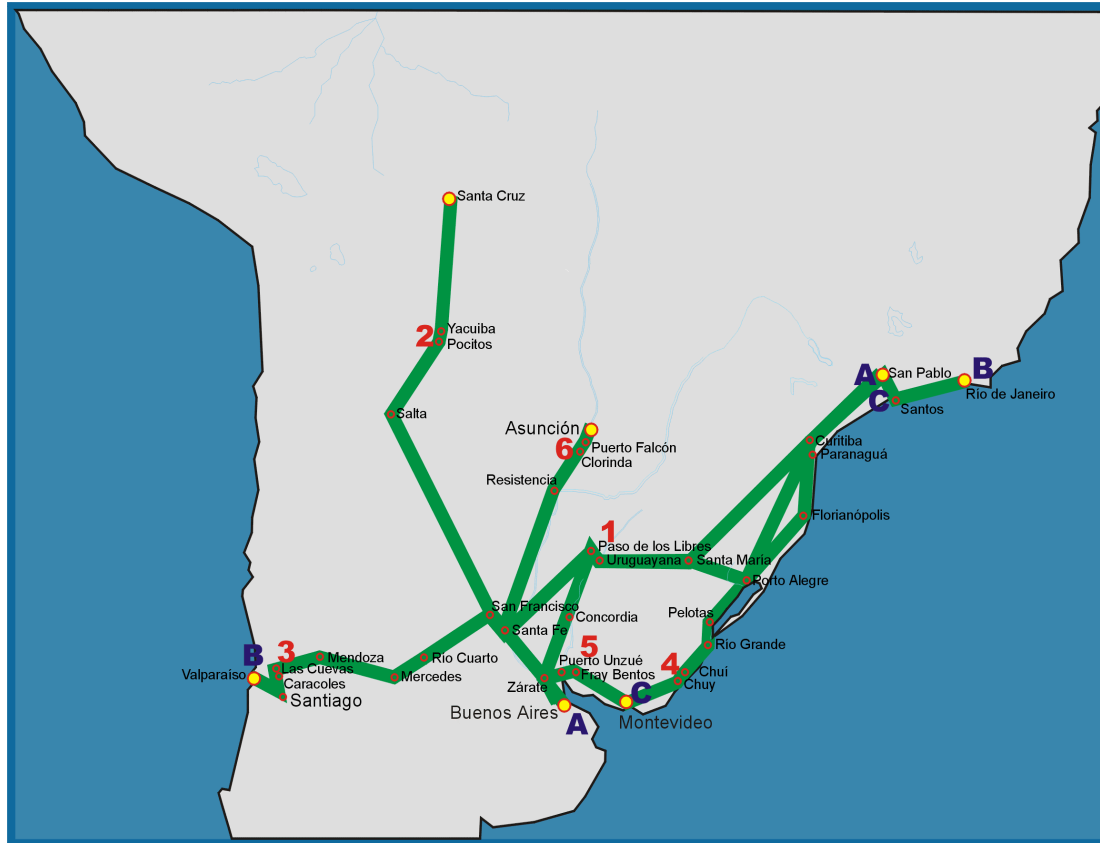 Santa Cruz
Yacuiba
2
Pocitos
A
San Pablo
B
Rio de Janeiro
C
Santos
Salta
Asunción
Curitiba
6
Puerto Falcón
Paranaguá
Clorinda
Resistencia
Florianópolis
1
Paso de los Libres
Uruguayana
Santa Maria
Porto Alegre
San Francisco
Concordia
Pelotas
Santa Fe
Río Grande
B
3
Mendoza
Río Cuarto
5
Puerto Unzué
4
Chuí
Valparaíso
Las Cuevas
Mercedes
Fray Bentos
Caracoles
Chuy
Zárate
Santiago
C
Buenos Aires
A
Montevideo